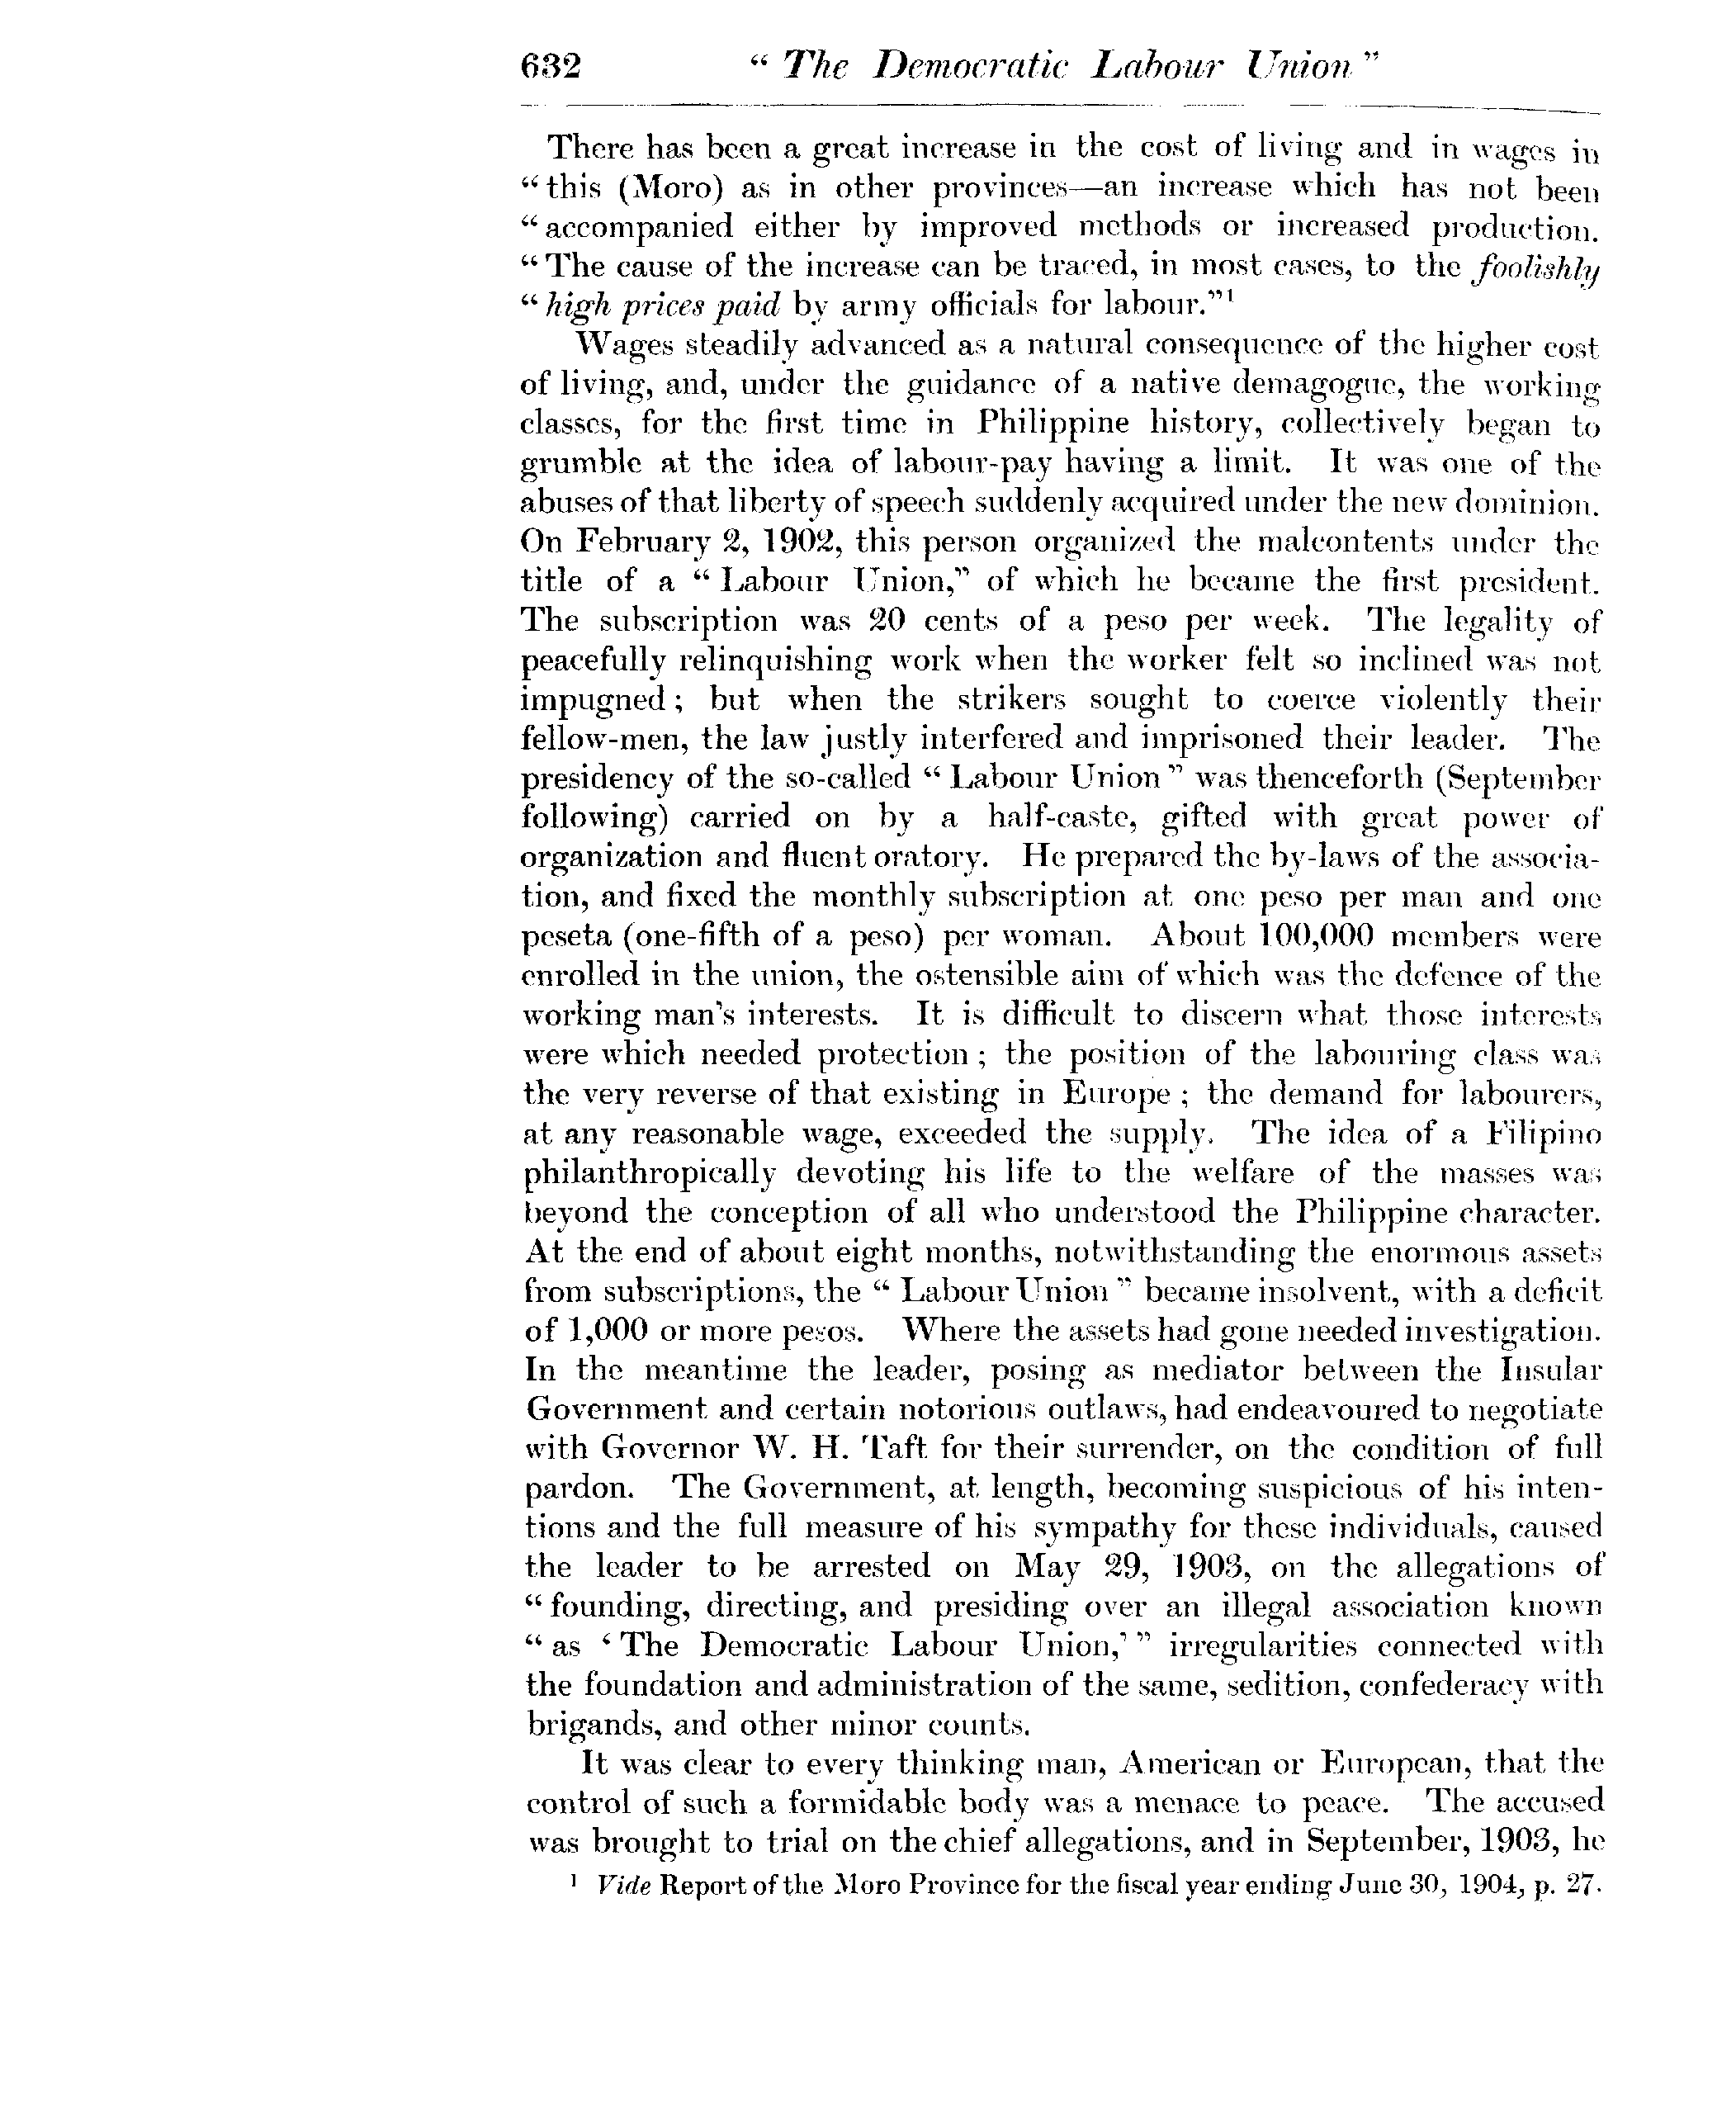 632 “ The Democratic Labour Union ”
There has been a great increase in the cost of living and in wages in
“this (Moro) as in other provinces—an increase which has not been
“accompanied either by improved methods or increased production.
“The cause of the increase can be traced, in most cases, to the foolishly
“high prices paid by army officials for labour.”¹
Wages steadily advanced as a natural consequence of the higher cost
of living, and, under the guidance of a native demagogue, the working
classes, for the first time in Philippine history, collectively began to
grumble at the idea of labour-pay having a limit. It was one of the
abuses of that liberty of speech suddenly acquired under the new dominion.
On February 2, 1902, this person organized the malcontents under the
title of a “ Labour Union,” of which he became the first president.
The subscription was 20 cents of a peso per week. The legality of
peacefully relinquishing work when the worker felt so inclined was not
impugned ; but when the strikers sought to coerce violently their
fellow-men, the law justly interfered and imprisoned their leader. The
presidency of the so-called “ Labour Union ” was thenceforth (September
following) carried on by a half-caste, gifted with great power of
organization and fluent oratory. He prepared the by-laws of the associa-
tion, and fixed the monthly subscription at one peso per man and one
peseta (one-fifth of a peso) per woman. About 100,000 members were
enrolled in the union, the ostensible aim of which was the defence of the
working man's interests. It is difficult to discern what those interests
were which needed protection ; the position of the labouring class was
the very reverse of that existing in Europe ; the demand for labourers,
at any reasonable wage, exceeded the supply. The idea of a Filipino
philanthropically devoting his life to the welfare of the masses was
beyond the conception of all who understood the Philippine character.
At the end of about eight months, notwithstanding the enormous assets
from subscriptions, the “ Labour Union ” became insolvent, with a deficit
of 1,000 or more pesos. Where the assets had gone needed investigation.
In the meantime the leader, posing as mediator between the Insular
Government and certain notorious outlaws, had endeavoured to negotiate
with Governor W. H. Taft for their surrender, on the condition of full
pardon. The Government, at length, becoming suspicious of his inten-
tions and the full measure of his sympathy for these individuals, caused
the leader to be arrested on May 29, 1903, on the allegations of
“ founding, directing, and presiding over an illegal association known
“ as ‘ The Democratic Labour Union,’ ” irregularities connected with
the foundation and administration of the same, sedition, confederacy with
brigands, and other minor counts.
It was clear to every thinking man, American or European, that the
control of such a formidable body was a menace to peace. The accused
was brought to trial on the chief allegations, and in September, 1903, he
¹ Vide Report of the Moro Province for the fiscal year ending June 30, 1904, p. 27.